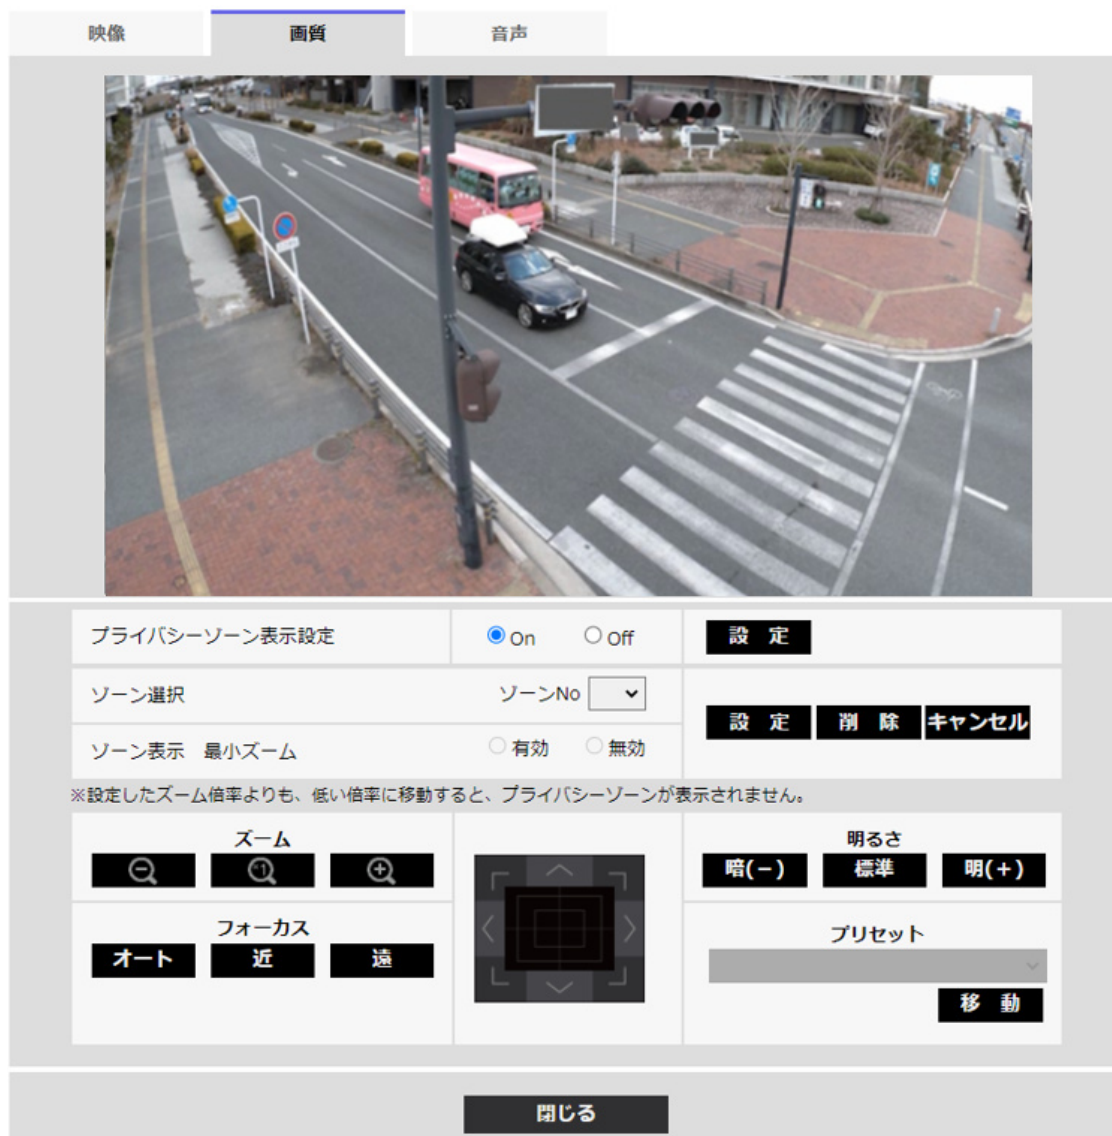 映像
画質
音声
プライバシーゾーン表示設定
On
Off
設 定
ゾーン選択
ゾーンNo
ゾーン表示 最小ズーム
有効
無効
設 定
削 除
キャンセル
※設定したズーム倍率よりも、低い倍率に移動すると、プライバシーゾーンが表示されません。
ズーム
フォーカス
オート
近
遠
明るさ
暗(－)
標準
明(+)
プリセット
移 動
閉じる